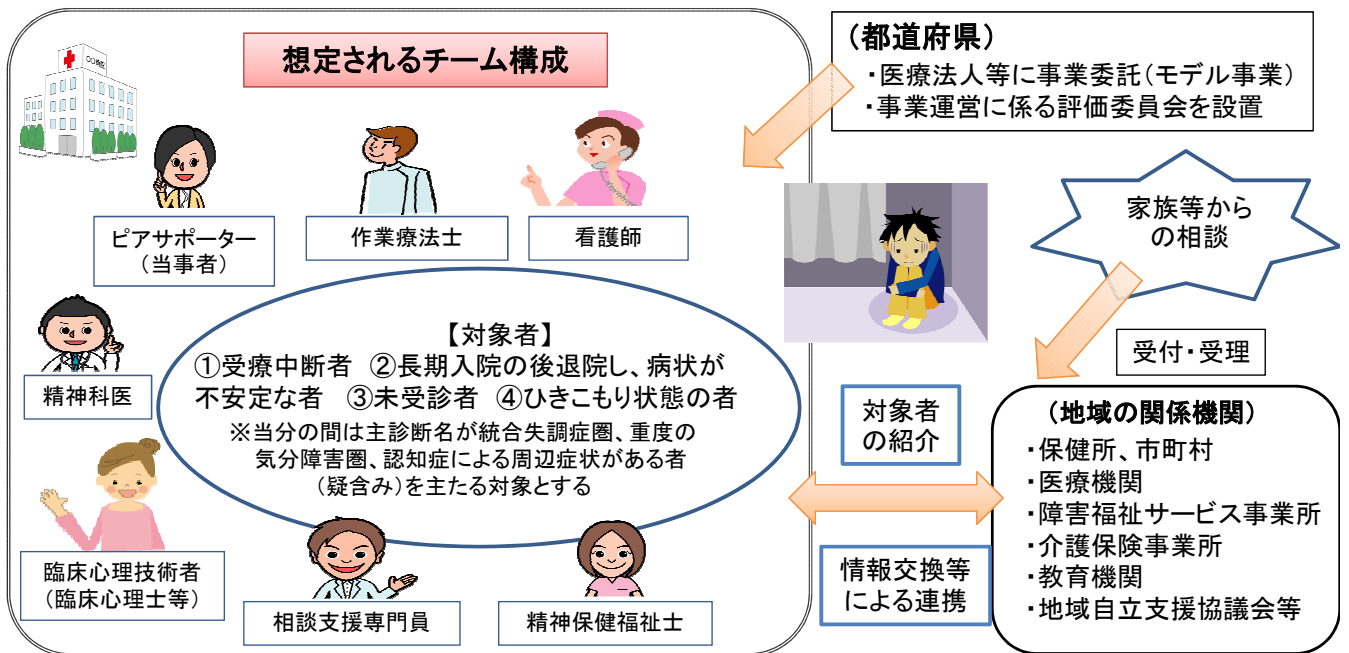 想定されるチーム構成
〇〇病院
ピアサポーター
（当事者）
作業療法士
看護師
精神科医
【対象者】
①受療中断者 ②長期入院の後退院し、病状が
不安定な者 ③未受診者 ④ひきこもり状態の者
※当分の間は主診断名が統合失調症圏、重度の
気分障害圏、認知症による周辺症状がある者
（疑含み）を主たる対象とする
臨床心理技術者
（臨床心理士等）
相談支援専門員
精神保健福祉士
（都道府県）
・医療法人等に事業委託（モデル事業）
・事業運営に係る評価委員会を設置
家族等から
の相談
受付・受理
対象者
の紹介
情報交換等
による連携
（地域の関係機関）
・保健所、市町村
・医療機関
・障害福祉サービス事業所
・介護保険事業所
・教育機関
・地域自立支援協議会等